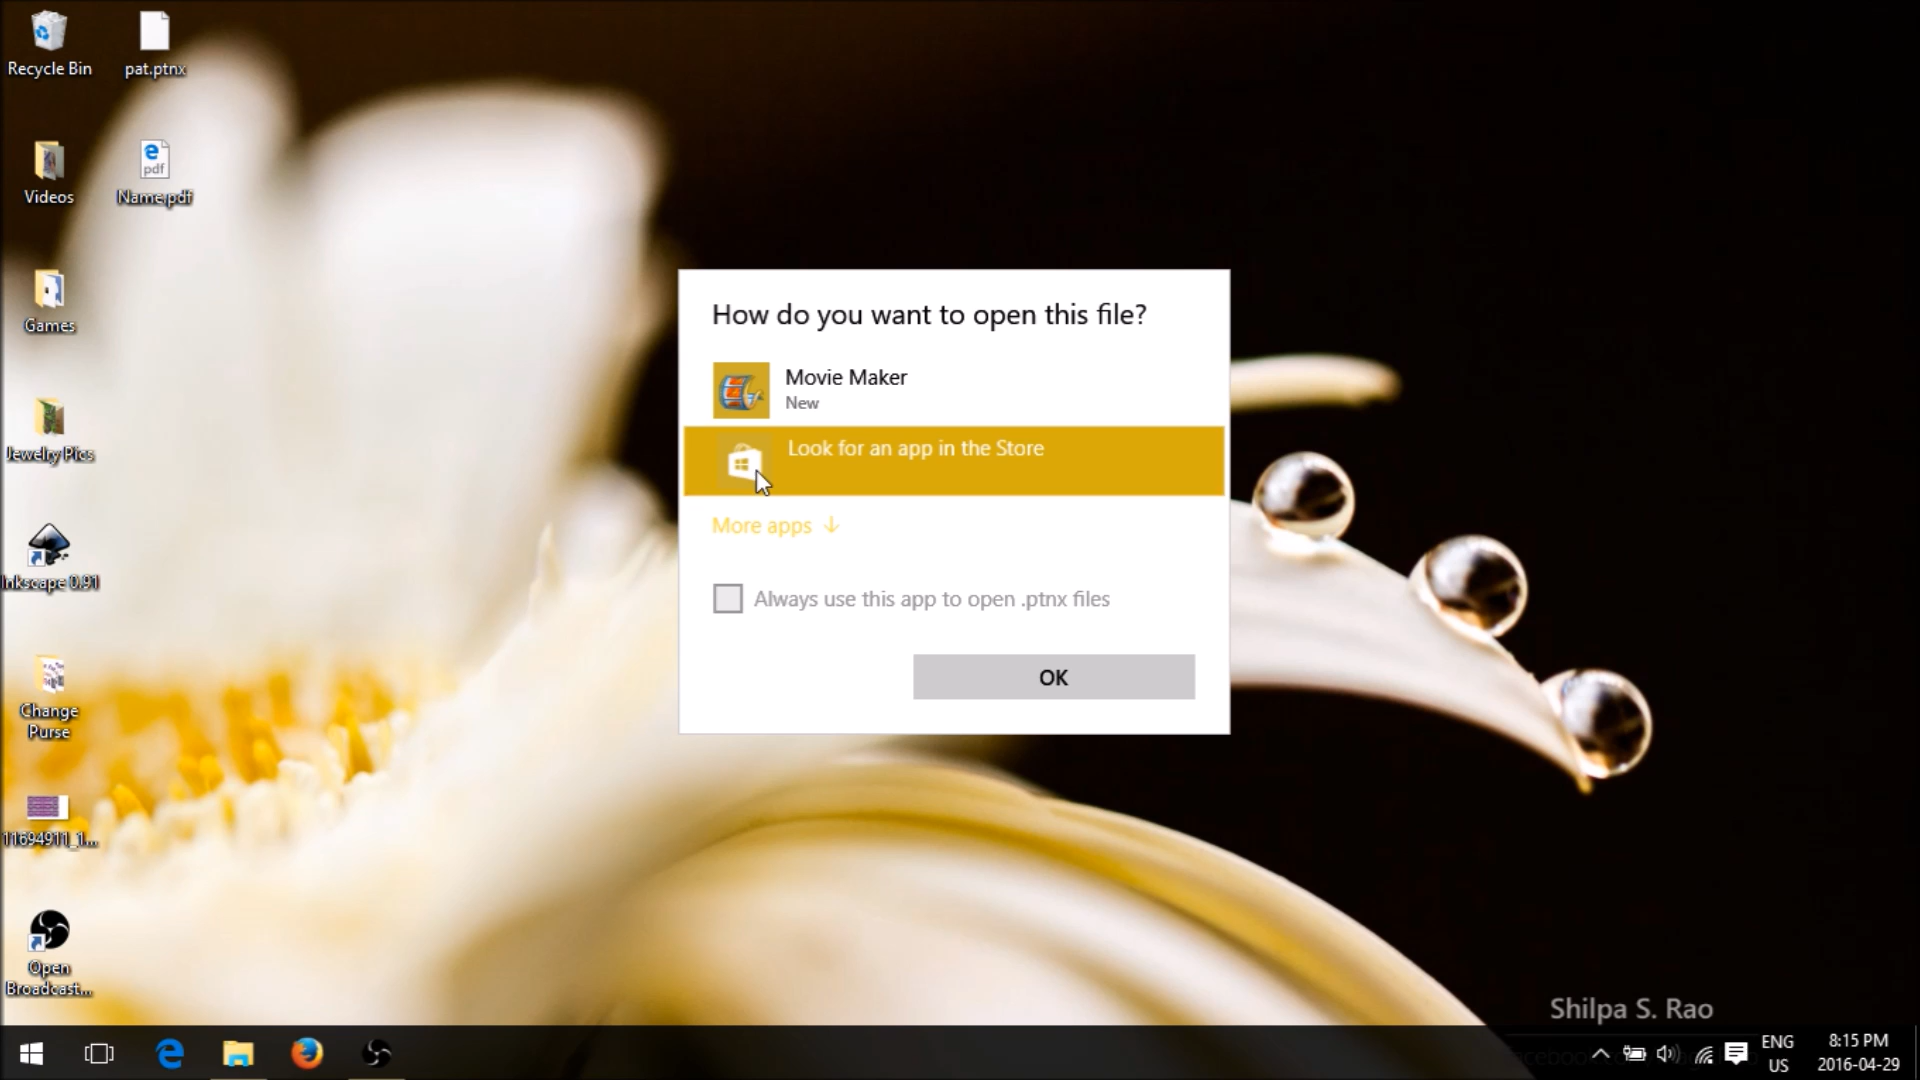 Recycle Bin
pat.ptnx
Videos
Name.pdf
pdf
Games
Jewelry Pics
Inkscape 0.91
Change
Purse
11694911_1...
Open
Broadcast...
How do you want to open this file?
Movie Maker
New
Look for an app in the Store
More apps
Always use this app to open .ptnx files
OK
Shilpa S. Rao
ENG
US
8:15 PM
2016-04-29